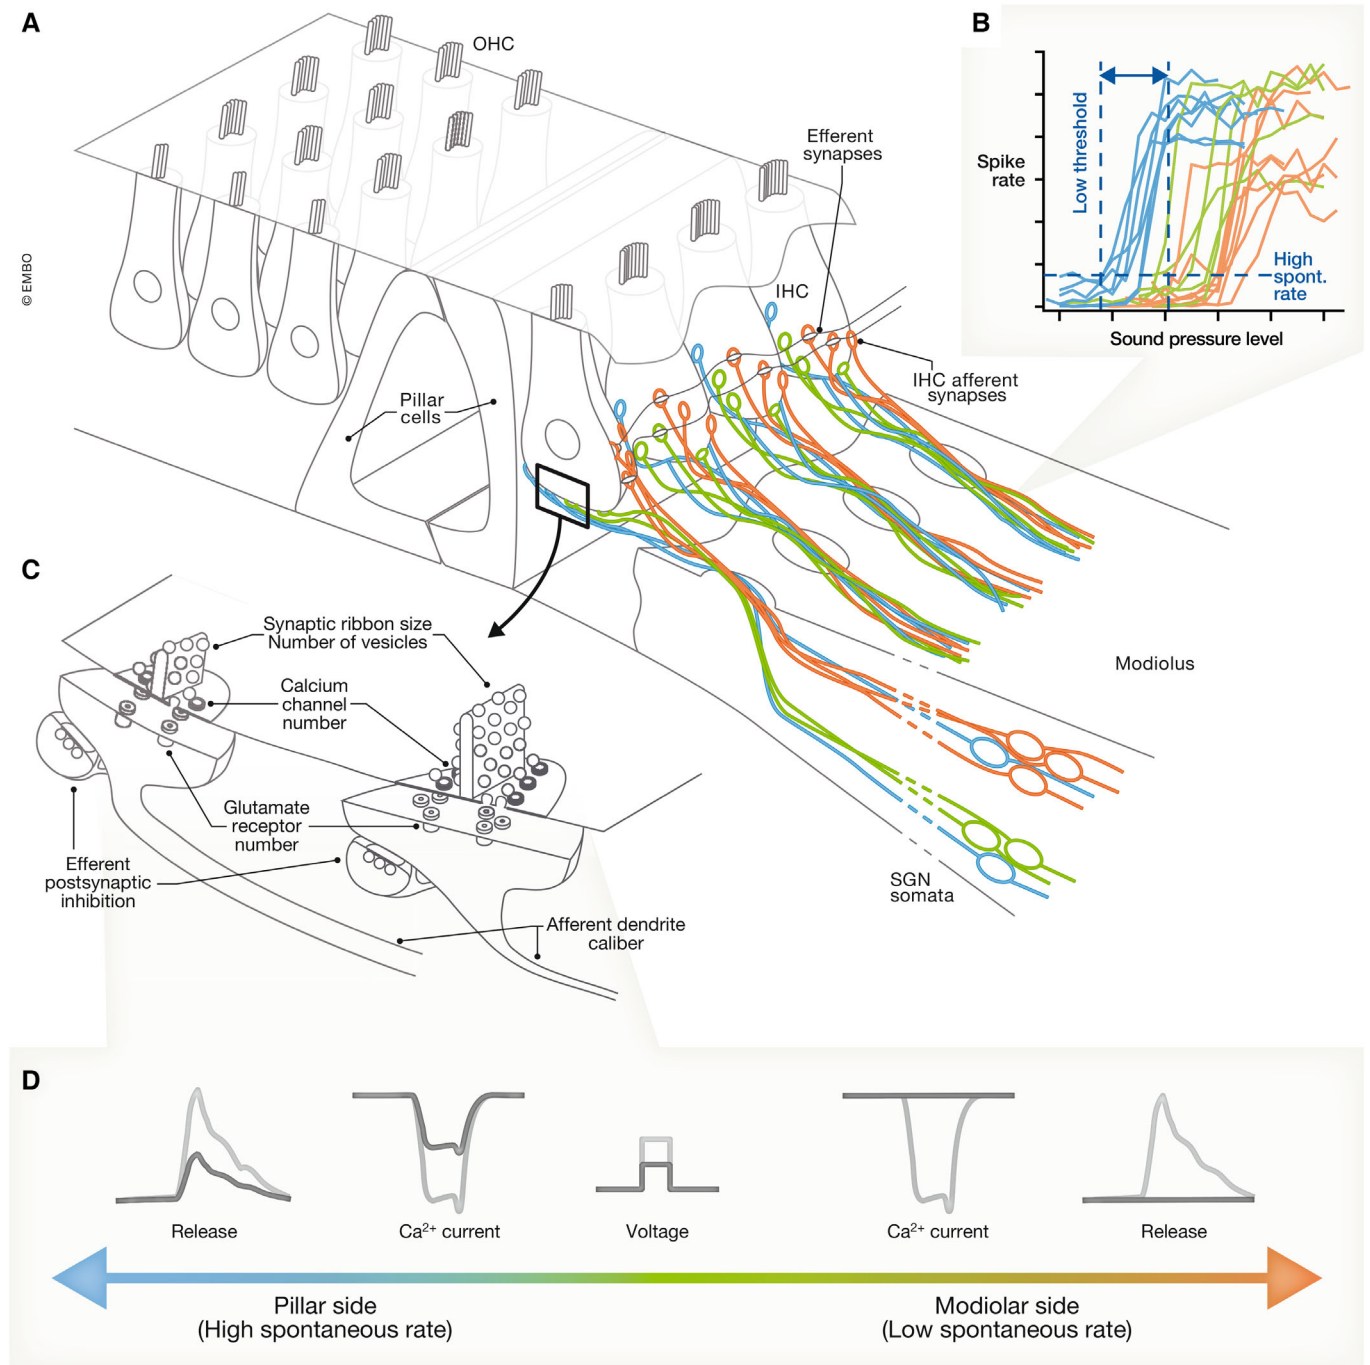 A
OHC
Efferent
synapses
© EMBO
IHC
IHC afferent
synapses
Pillar
cells
Modiolus
SGN
somata
B
Spike
rate
Low threshold
High
spont.
rate
Sound pressure level
C
Synaptic ribbon size
Number of vesicles
Calcium
channel
number
Glutamate
receptor
number
Efferent
postsynaptic
inhibition
Afferent dendrite
caliber
D
Release
Ca²⁺ current
Voltage
Ca²⁺ current
Release
Pillar side
(High spontaneous rate)
Modiolar side
(Low spontaneous rate)